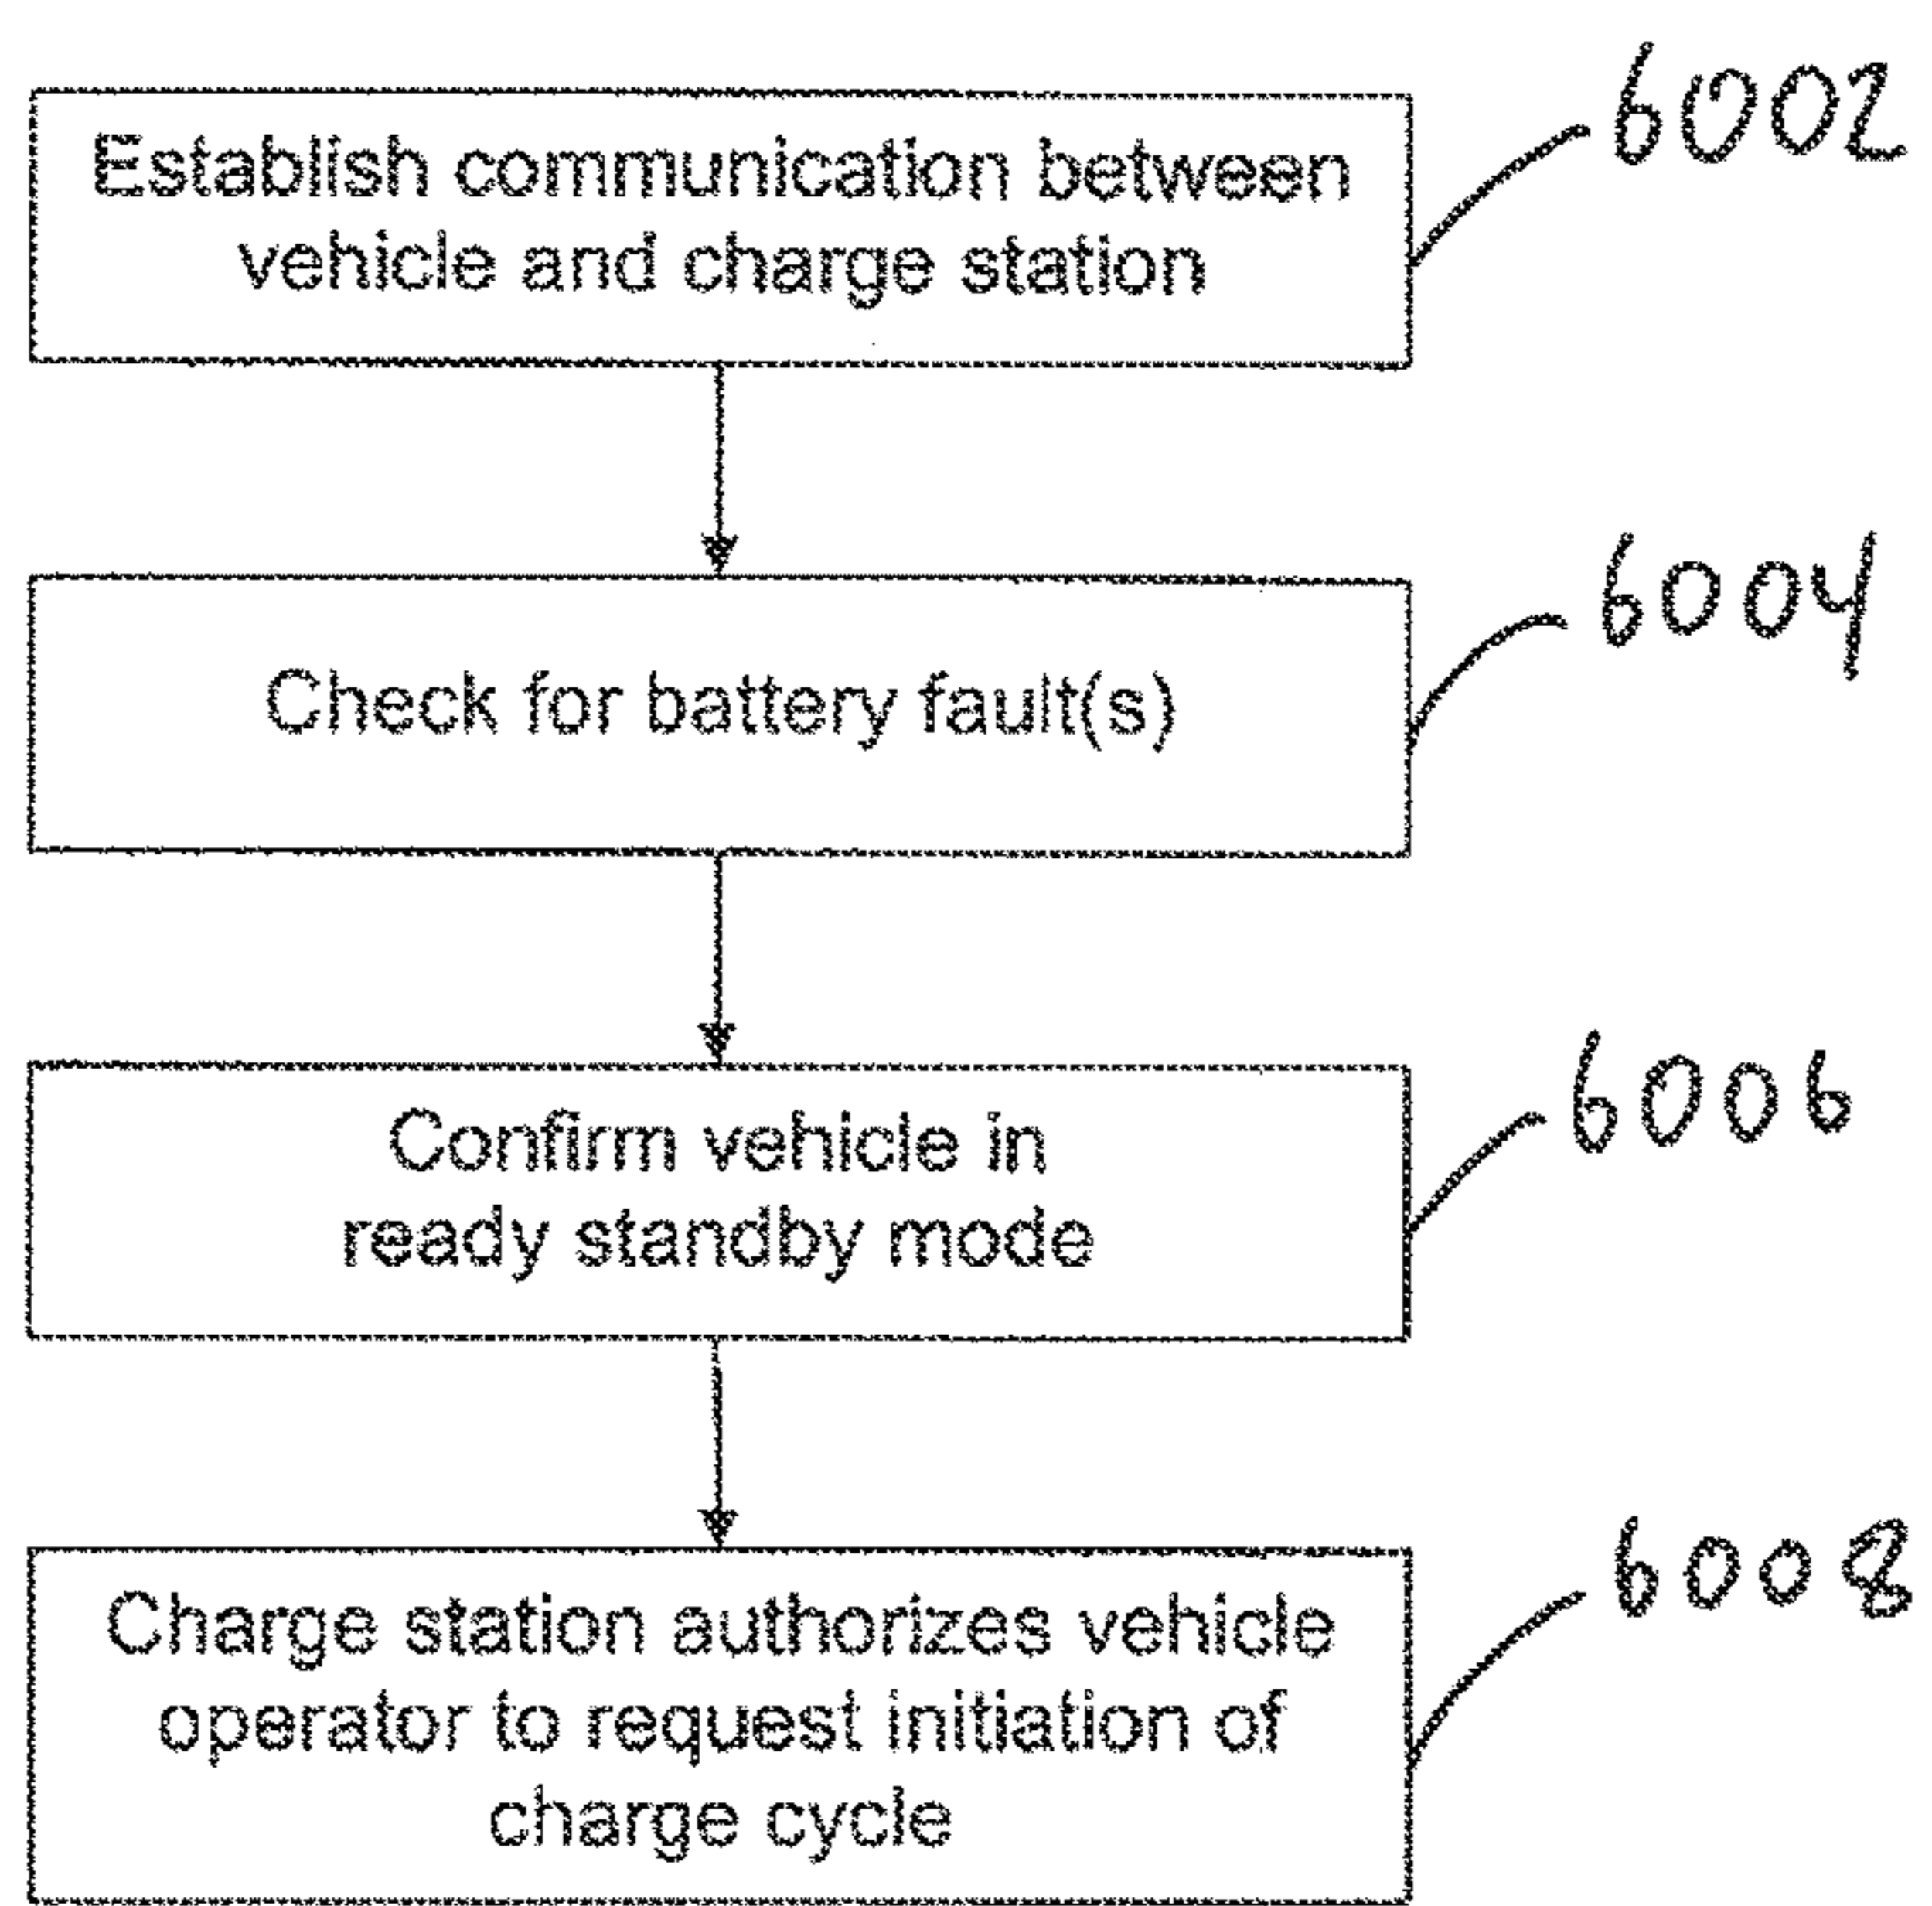 Establish communication between
vehicle and charge station
6002
Check for battery fault(s)
6004
Confirm vehicle in
ready standby mode
6006
Charge station authorizes vehicle
operator to request initiation of
charge cycle
6008